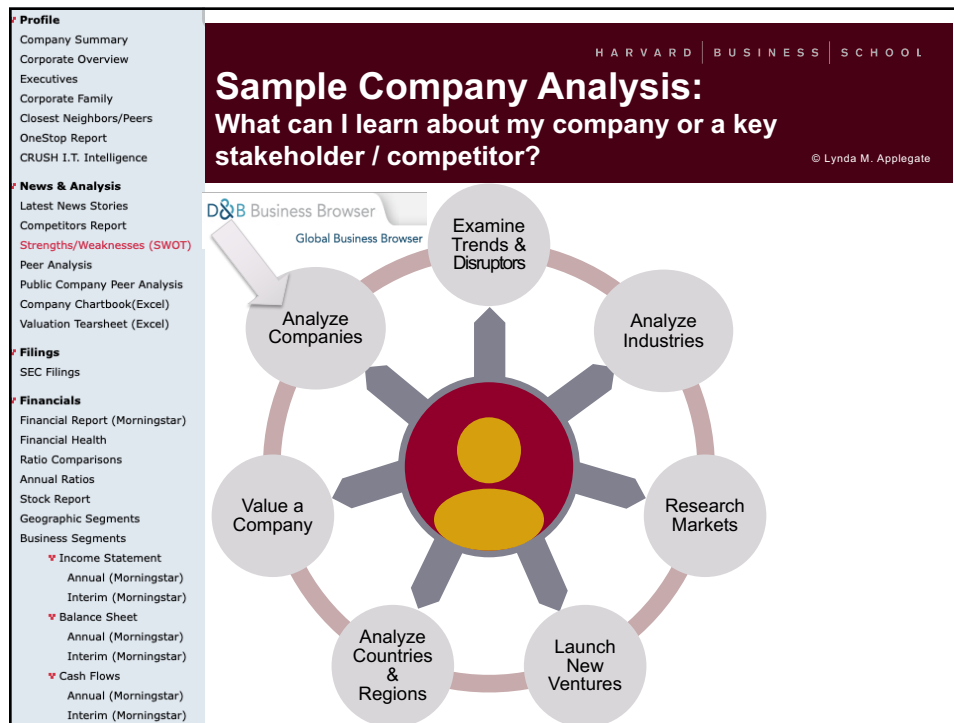 Profile
Company Summary
Corporate Overview
Executives
Corporate Family
Closest Neighbors/Peers
OneStop Report
CRUSH I.T. Intelligence
News & Analysis
Latest News Stories
Competitors Report
Strengths/Weaknesses (SWOT)
Peer Analysis
Public Company Peer Analysis
Company Chartbook(Excel)
Valuation Tearsheet (Excel)
Filings
SEC Filings
Financials
Financial Report (Morningstar)
Financial Health
Ratio Comparisons
Annual Ratios
Stock Report
Geographic Segments
Business Segments
Income Statement
Annual (Morningstar)
Interim (Morningstar)
Balance Sheet
Annual (Morningstar)
Interim (Morningstar)
Cash Flows
Annual (Morningstar)
Interim (Morningstar)
HARVARD | BUSINESS | SCHOOL
Sample Company Analysis:
What can I learn about my company or a key
stakeholder / competitor?
© Lynda M. Applegate
D&B Business Browser
Global Business Browser
Examine
Trends &
Disruptors
Analyze
Industries
Research
Markets
Launch
New
Ventures
Analyze
Countries
&
Regions
Value a
Company
Analyze
Companies